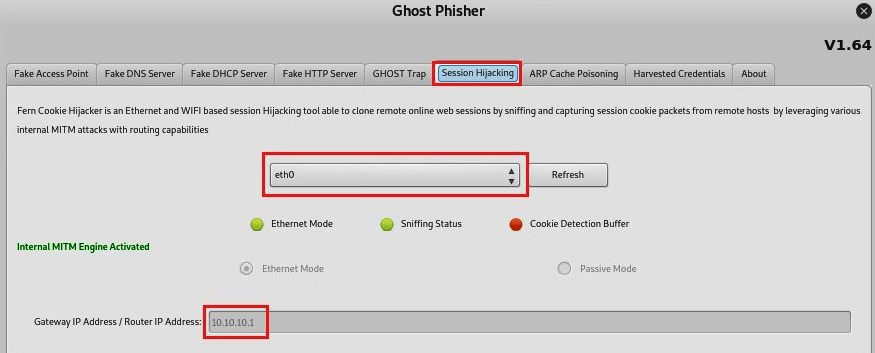 Ghost Phisher
V1.64
Fake Access Point Fake DNS Server Fake DHCP Server Fake HTTP Server GHOST Trap Session Hijacking ARP Cache Poisoning Harvested Credentials About
Fern Cookie Hijacker is an Ethernet and WIFI based session Hijacking tool able to clone remote online web sessions by sniffing and capturing session cookie packets from remote hosts by leveraging various
internal MITM attacks with routing capabilities
eth0 Refresh
Ethernet Mode Sniffing Status Cookie Detection Buffer
Internal MITM Engine Activated
Ethernet Mode Passive Mode
Gateway IP Address / Router IP Address: 10.10.10.1